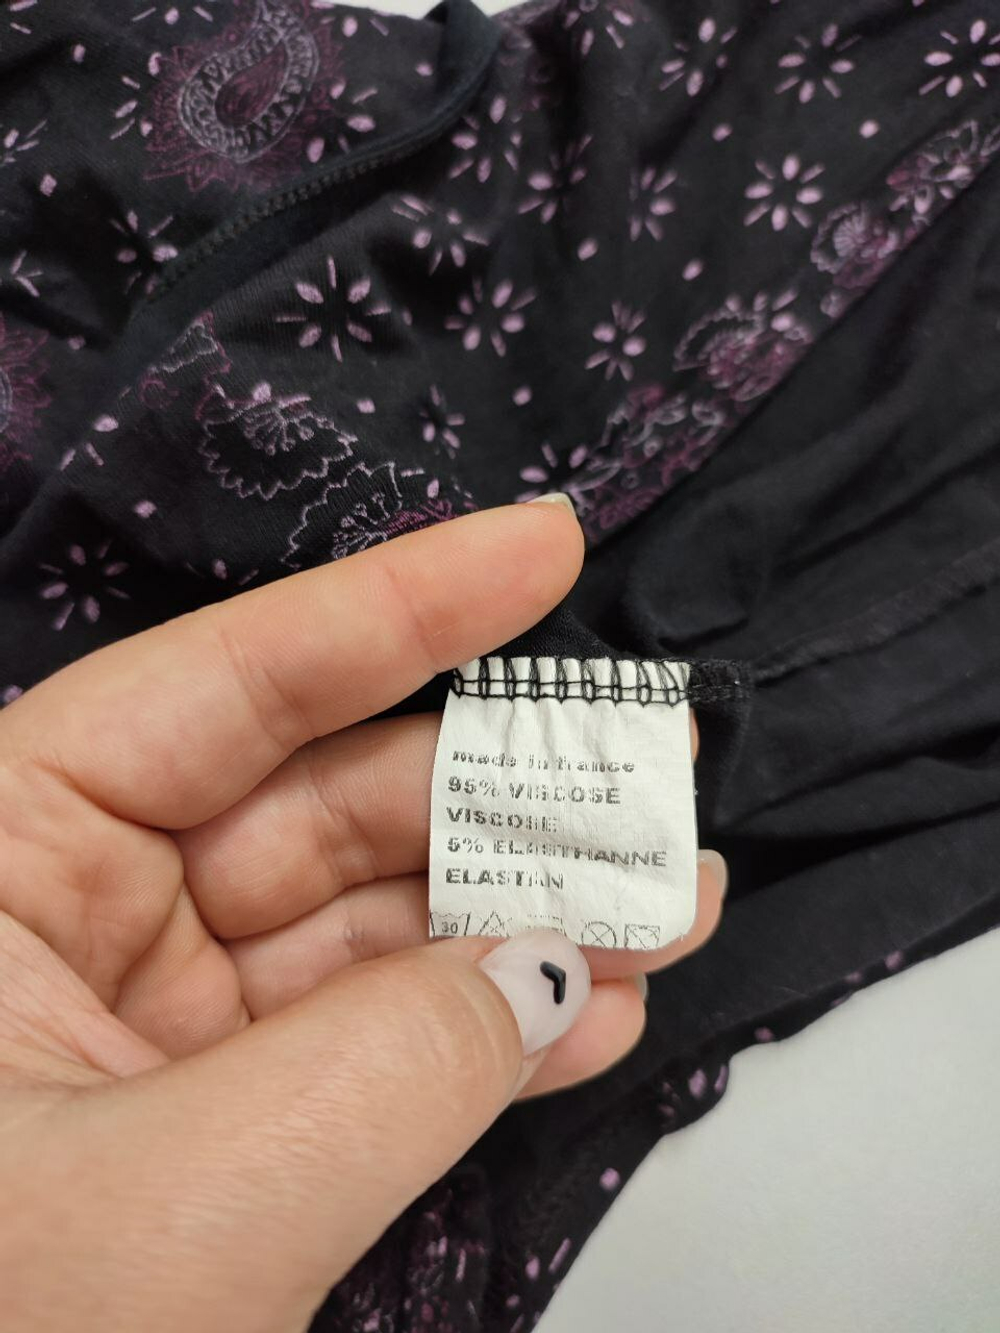 made in france
95% VISCOSE
VISCOSE
5% ELASTHANNE
ELASTAN
30